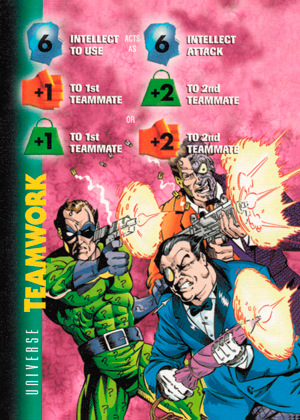 6 INTELLECT TO USE ACTS AS 6 INTELLECT ATTACK
+1 TO 1st TEAMMATE +2 TO 2nd TEAMMATE
OR
+1 TO 1st TEAMMATE +2 TO 2nd TEAMMATE
UNIVERSE
TEAMWORK